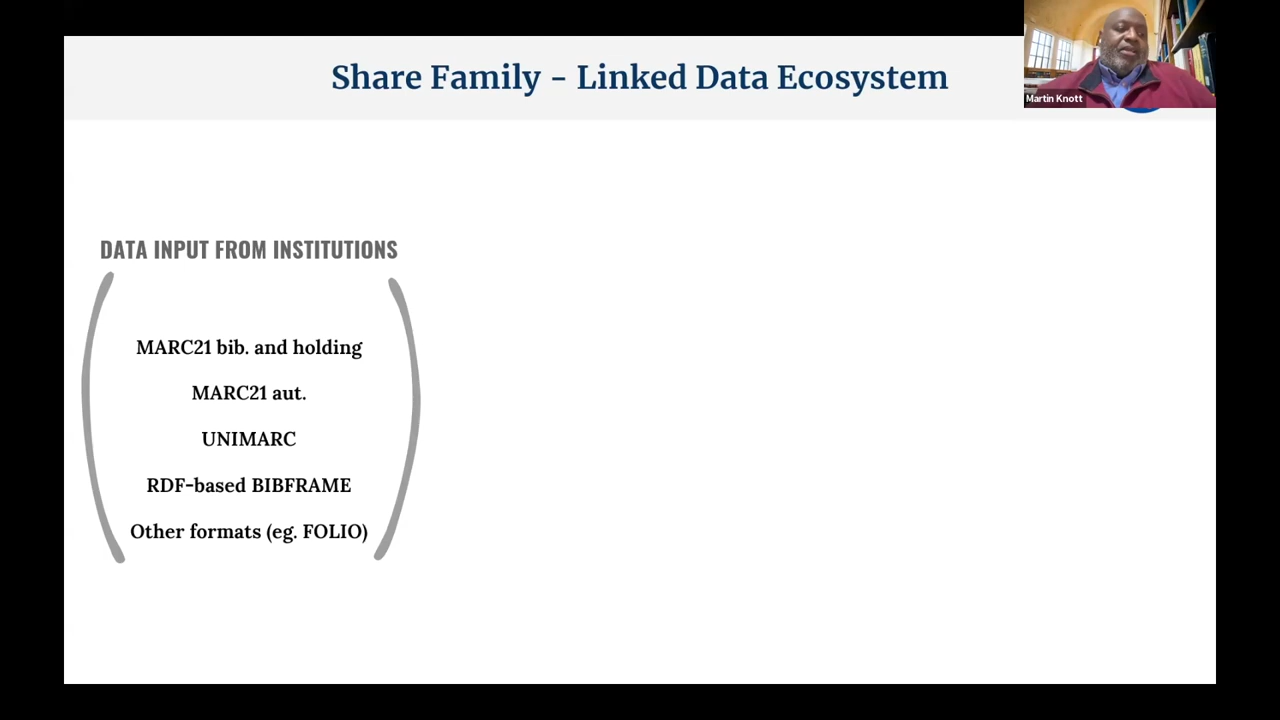 Share Family - Linked Data Ecosystem
Martin Knott
DATA INPUT FROM INSTITUTIONS
MARC21 bib. and holding
MARC21 aut.
UNIMARC
RDF-based BIBFRAME
Other formats (eg. FOLIO)